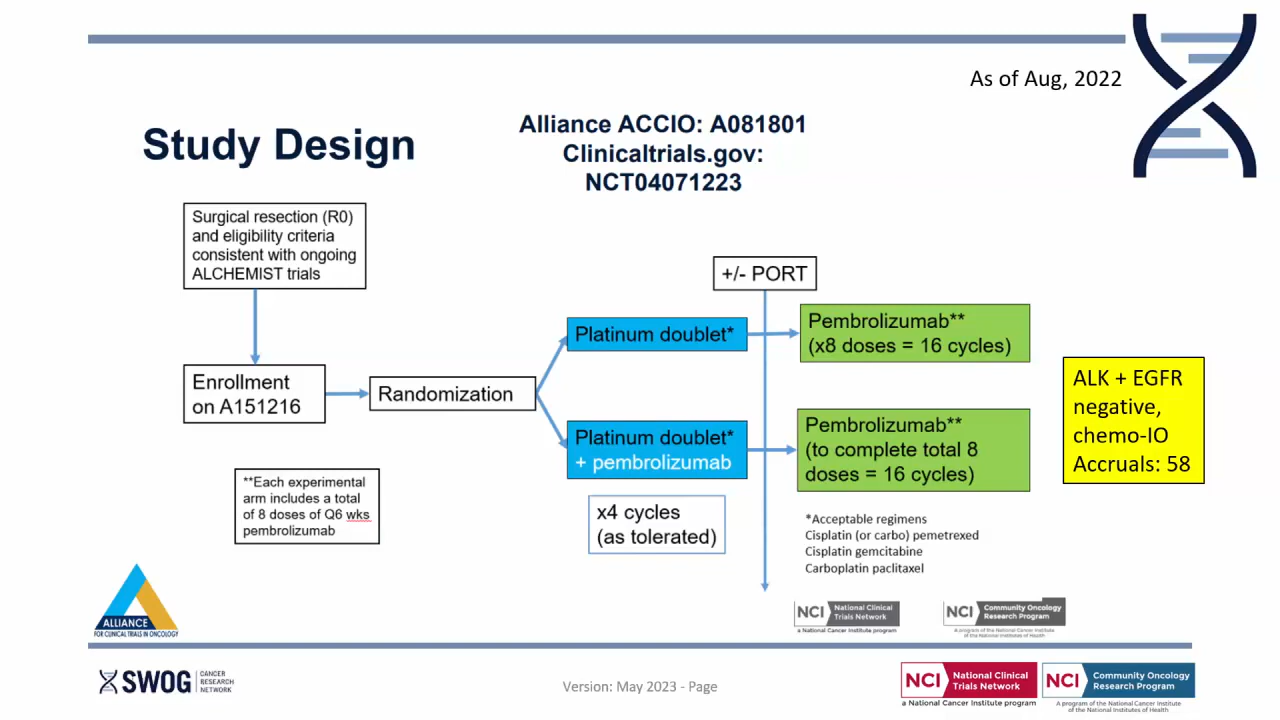 As of Aug, 2022
Study Design
Alliance ACCIO: A081801
Clinicaltrials.gov:
NCT04071223
Surgical resection (R0)
and eligibility criteria
consistent with ongoing
ALCHEMIST trials
+/- PORT
Platinum doublet*
Pembrolizumab**
(x8 doses = 16 cycles)
Enrollment
on A151216
Randomization
ALK + EGFR
negative,
chemo-IO
Accruals: 58
Platinum doublet*
+ pembrolizumab
Pembrolizumab**
(to complete total 8
doses = 16 cycles)
**Each experimental
arm includes a total
of 8 doses of Q6 wks
pembrolizumab
x4 cycles
(as tolerated)
*Acceptable regimens
Cisplatin (or carbo) pemetrexed
Cisplatin gemcitabine
Carboplatin paclitaxel
ALLIANCE
FOR CLINICAL TRIALS IN ONCOLOGY
NCI National Clinical
Trials Network
a National Cancer Institute program
NCI Community Oncology
Research Program
A program of the National Cancer Institute
of the National Institutes of Health
SWOG CANCER
RESEARCH
NETWORK
Version: May 2023 - Page
NCI National Clinical
Trials Network
a National Cancer Institute program
NCI Community Oncology
Research Program
A program of the National Cancer Institute
of the National Institutes of Health